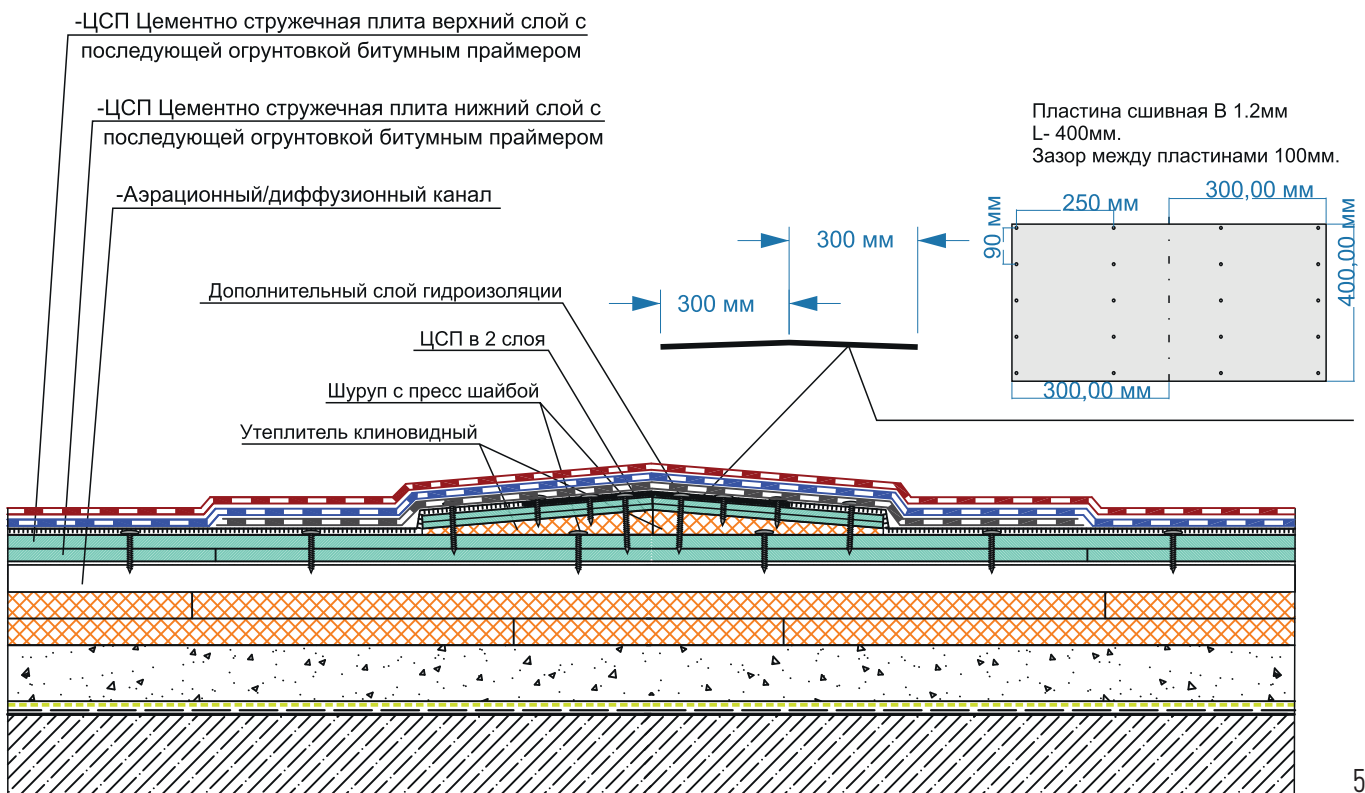 -ЦСП Цементно стружечная плита верхний слой с
последующей огрунтовкой битумным праймером
-ЦСП Цементно стружечная плита нижний слой с
последующей огрунтовкой битумным праймером
-Аэрационный/диффузионный канал
Дополнительный слой гидроизоляции
ЦСП в 2 слоя
Шуруп с пресс шайбой
Утеплитель клиновидный
300 мм
300 мм
Пластина сшивная В 1.2мм
L- 400мм.
Зазор между пластинами 100мм.
300,00 мм
250 мм
90 мм
400,00 мм
300,00 мм
5